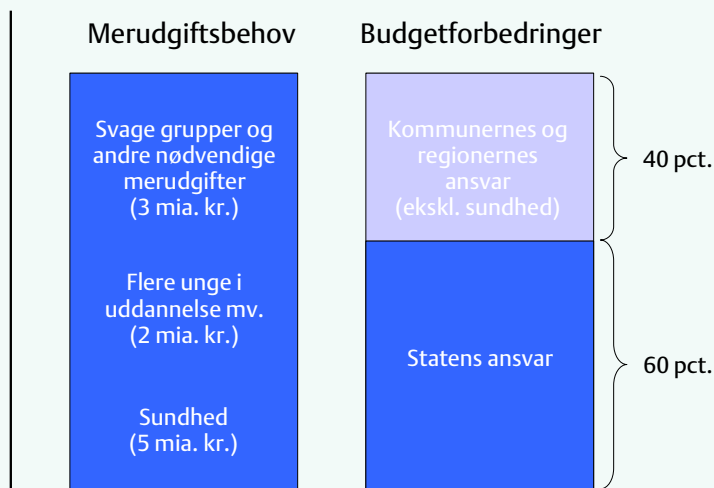 Merudgiftsbehov
Svage grupper og
andre nødvendige
merudgifter
(3 mia. kr.)
Flere unge i
uddannelse mv.
(2 mia. kr.)
Sundhed
(5 mia. kr.)
Budgetforbedringer
Kommunernes og
regionernes
ansvar
(ekskl. sundhed)
Statens ansvar
40 pct.
60 pct.